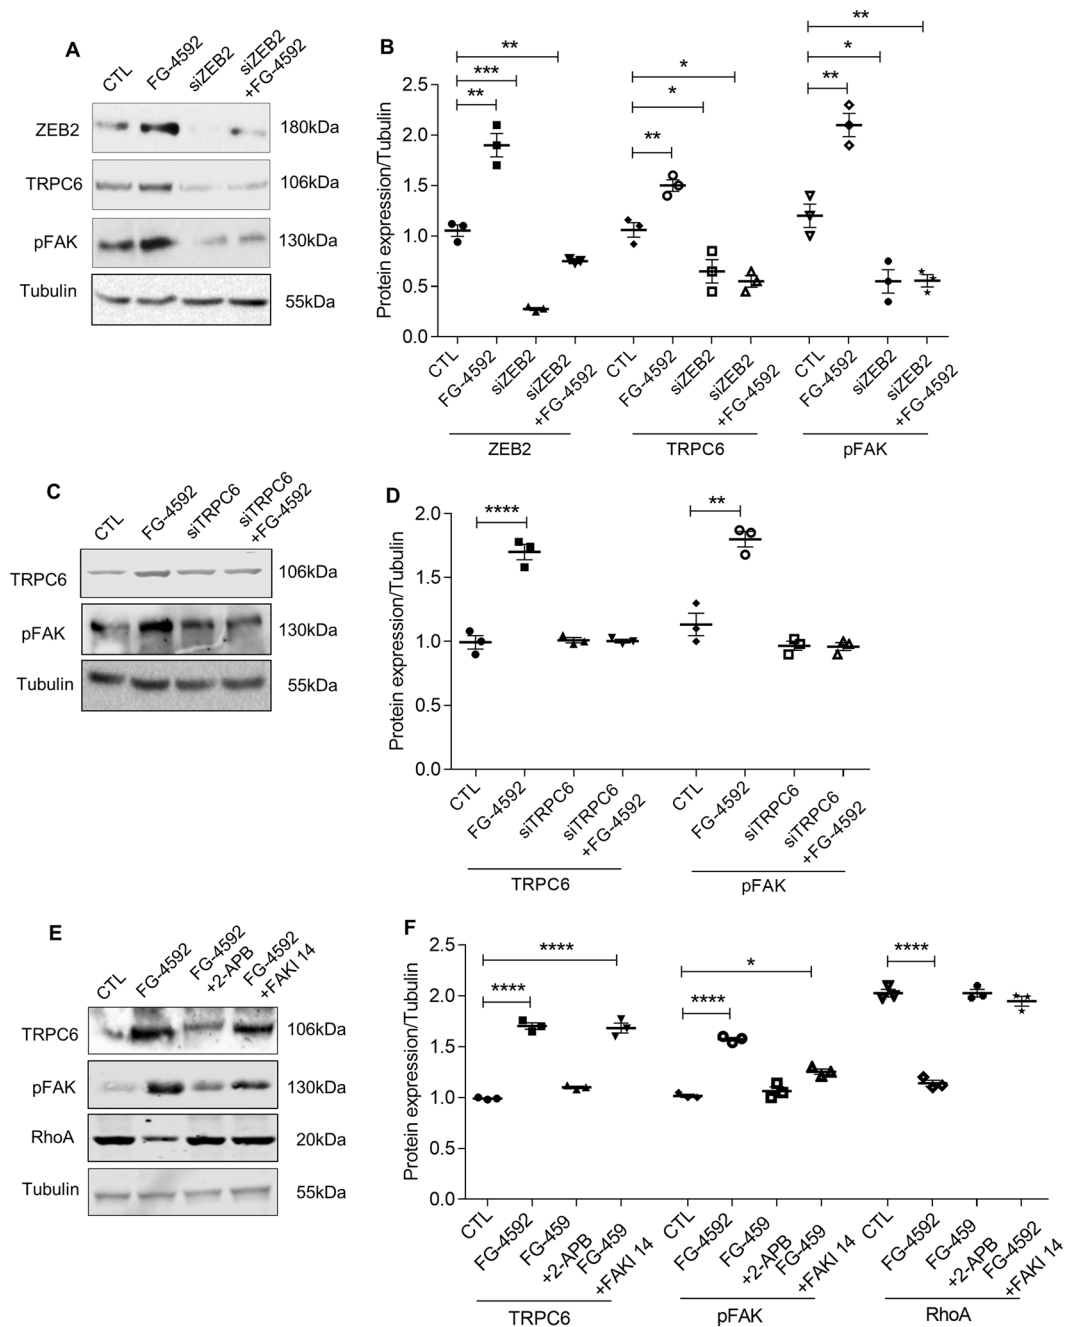 A
CTL
FG-4592
siZEB2
siZEB2
+FG-4592
ZEB2
180kDa
TRPC6
106kDa
pFAK
130kDa
Tubulin
55kDa
B
**
***
**
*
*
**
**
*
**
Protein expression/Tubulin
2.5
2.0
1.5
1.0
0.5
0.0
CTL
FG-4592
siZEB2
siZEB2
+FG-4592
CTL
FG-4592
siZEB2
siZEB2
+FG-4592
CTL
FG-4592
siZEB2
siZEB2
+FG-4592
ZEB2
TRPC6
pFAK
C
CTL
FG-4592
siTRPC6
siTRPC6
+FG-4592
TRPC6
106kDa
pFAK
130kDa
Tubulin
55kDa
D
****
**
Protein expression/Tubulin
2.0
1.5
1.0
0.5
0.0
CTL
FG-4592
siTRPC6
siTRPC6
+FG-4592
CTL
FG-4592
siTRPC6
siTRPC6
+FG-4592
TRPC6
pFAK
E
CTL
FG-4592
FG-4592
+2-APB
FG-4592
+FAKI 14
TRPC6
106kDa
pFAK
130kDa
RhoA
20kDa
Tubulin
55kDa
F
****
****
*
****
****
Protein expression/Tubulin
2.5
2.0
1.5
1.0
0.5
0.0
CTL
FG-4592
FG-459
+2-APB
FG-459
+FAKI 14
CTL
FG-4592
FG-459
+2-APB
FG-459
+FAKI 14
CTL
FG-4592
FG-459
+2-APB
FG-4592
+FAKI 14
TRPC6
pFAK
RhoA